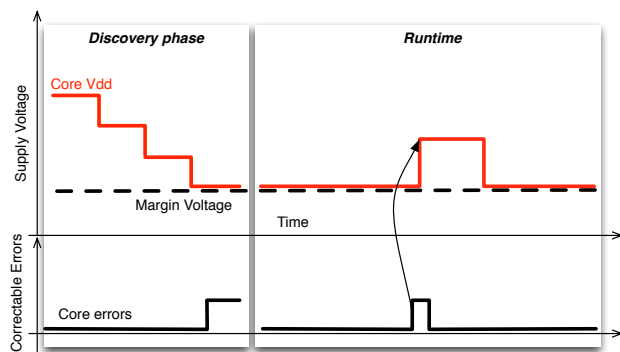 Discovery phase
Runtime
Core Vdd
Supply Voltage
Margin Voltage
Time
Correctable Errors
Core errors